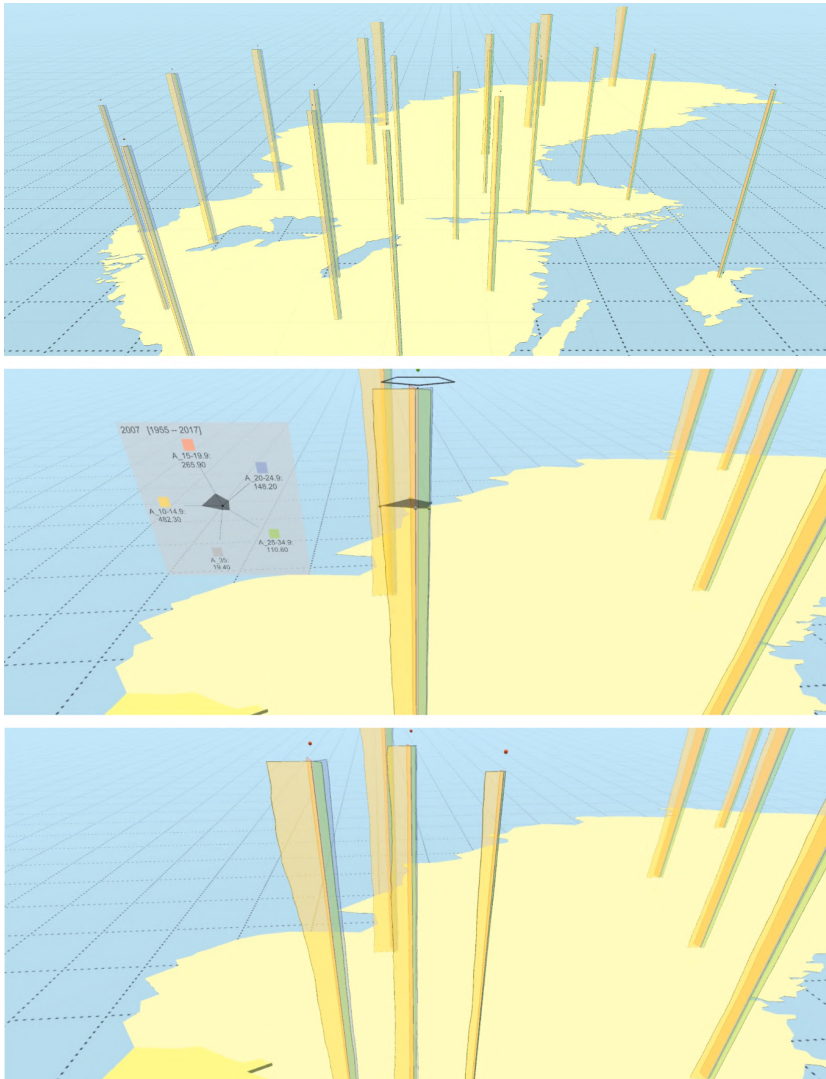 2007 [1955 – 2017]
A_15-19.9:
265.90
A_20-24.9:
148.20
A_10-14.9:
482.30
A_25-34.9:
110.60
A_35:
19.40